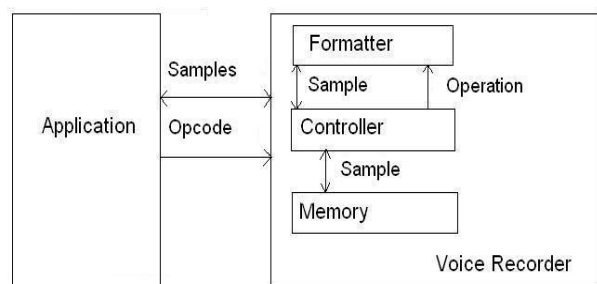 Formatter
Samples
Sample
Operation
Application
Opcode
Controller
Sample
Memory
Voice Recorder